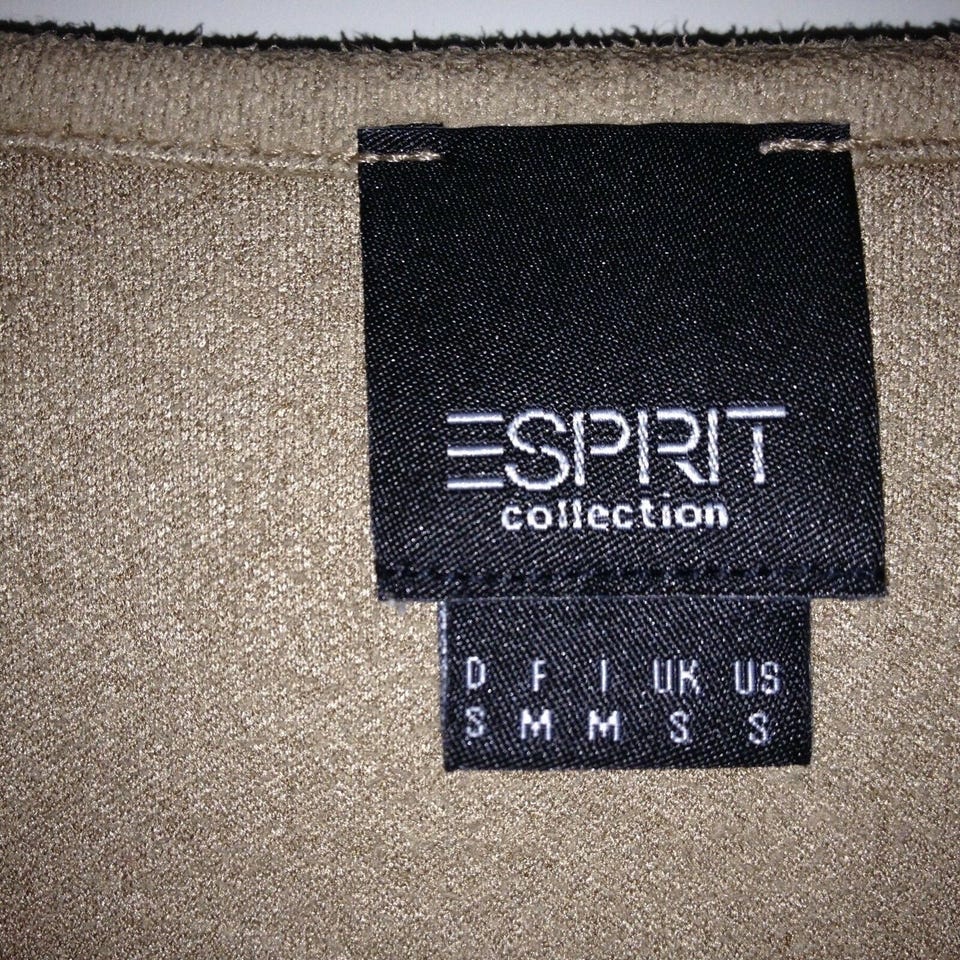 ESPRIT
collection
D F I UK US
S M M S S